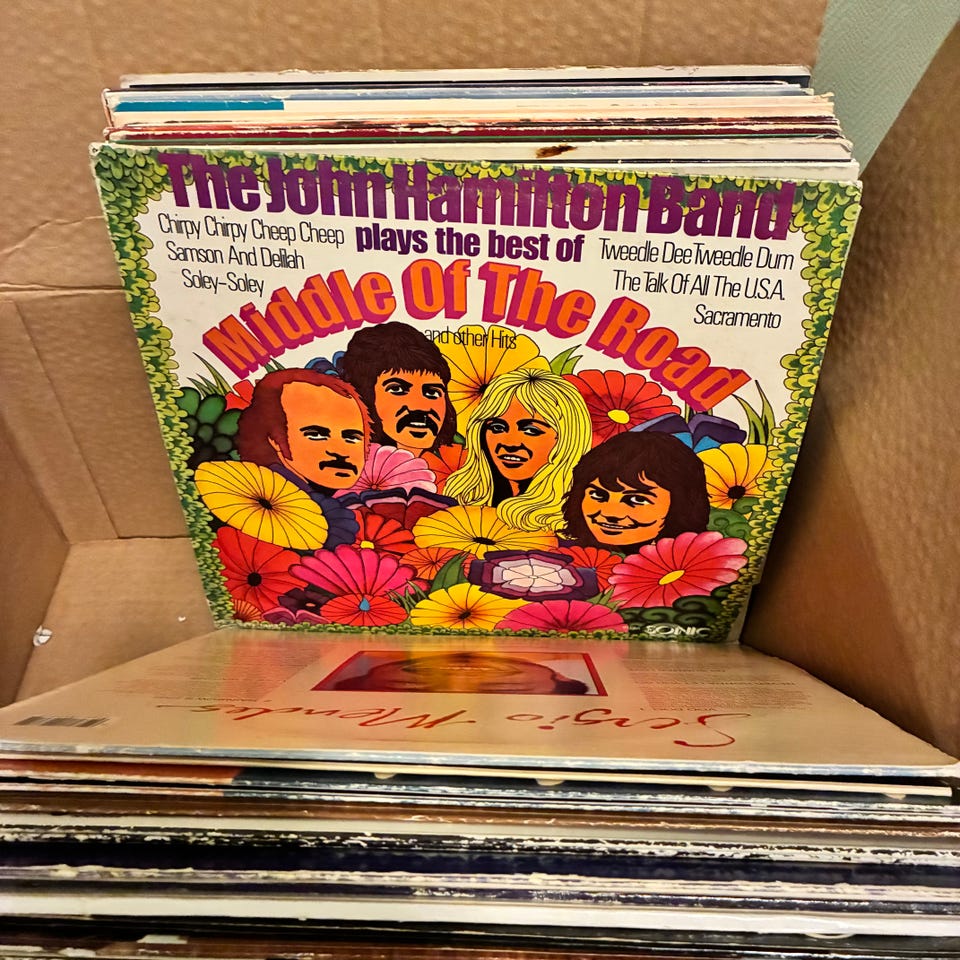 The John Hamilton Band
plays the best of
Chirpy Chirpy Cheep Cheep
Samson And Delilah
Soley-Soley
Tweedle Dee Tweedle Dum
The Talk Of All The U.S.A.
Sacramento
Middle Of The Road
and other Hits
SONIC
Sergio Mendes